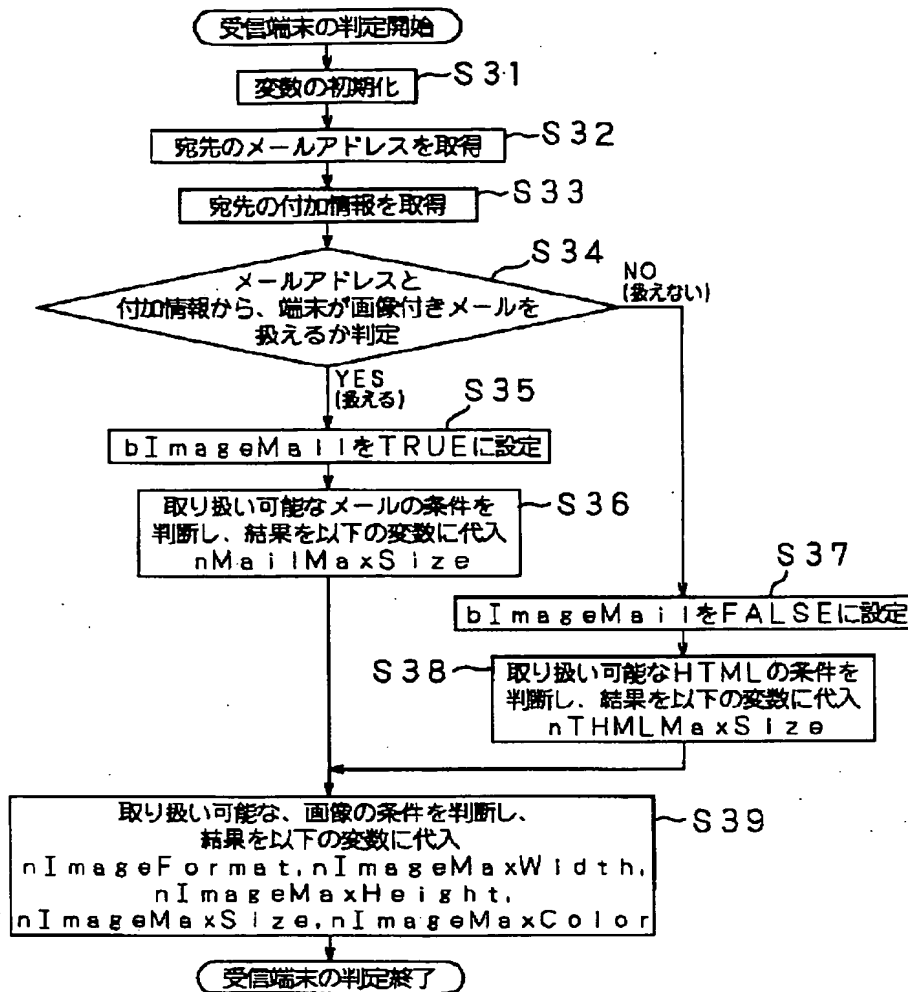 受信端末の判定開始
変数の初期化
S31
宛先のメールアドレスを取得
S32
宛先の付加情報を取得
S33
メールアドレスと
付加情報から、端末が画像付きメールを
扱えるか判定
S34
NO
(扱えない)
YES
(扱える)
bImageMailをTRUEに設定
S35
取り扱い可能なメールの条件を
判断し、結果を以下の変数に代入
nMailMaxSize
S36
bImageMailをFALSEに設定
S37
取り扱い可能なHTMLの条件を
判断し、結果を以下の変数に代入
nTHMLMaxSize
S38
取り扱い可能な、画像の条件を判断し、
結果を以下の変数に代入
nImageFormat,nImageMaxWidth,
nImageMaxHeight,
nImageMaxSize,nImageMaxColor
S39
受信端末の判定終了